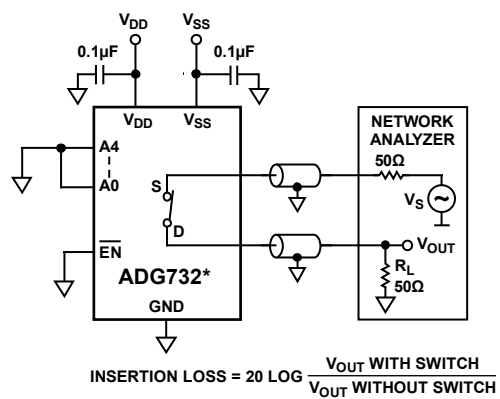 VDD VSS
0.1µF 0.1µF
VDD VSS
NETWORK
ANALYZER
A4
A0
50Ω
S
VS
D
VOUT
EN
RL
50Ω
ADG732*
GND
INSERTION LOSS = 20 LOG VOUT WITH SWITCH
VOUT WITHOUT SWITCH